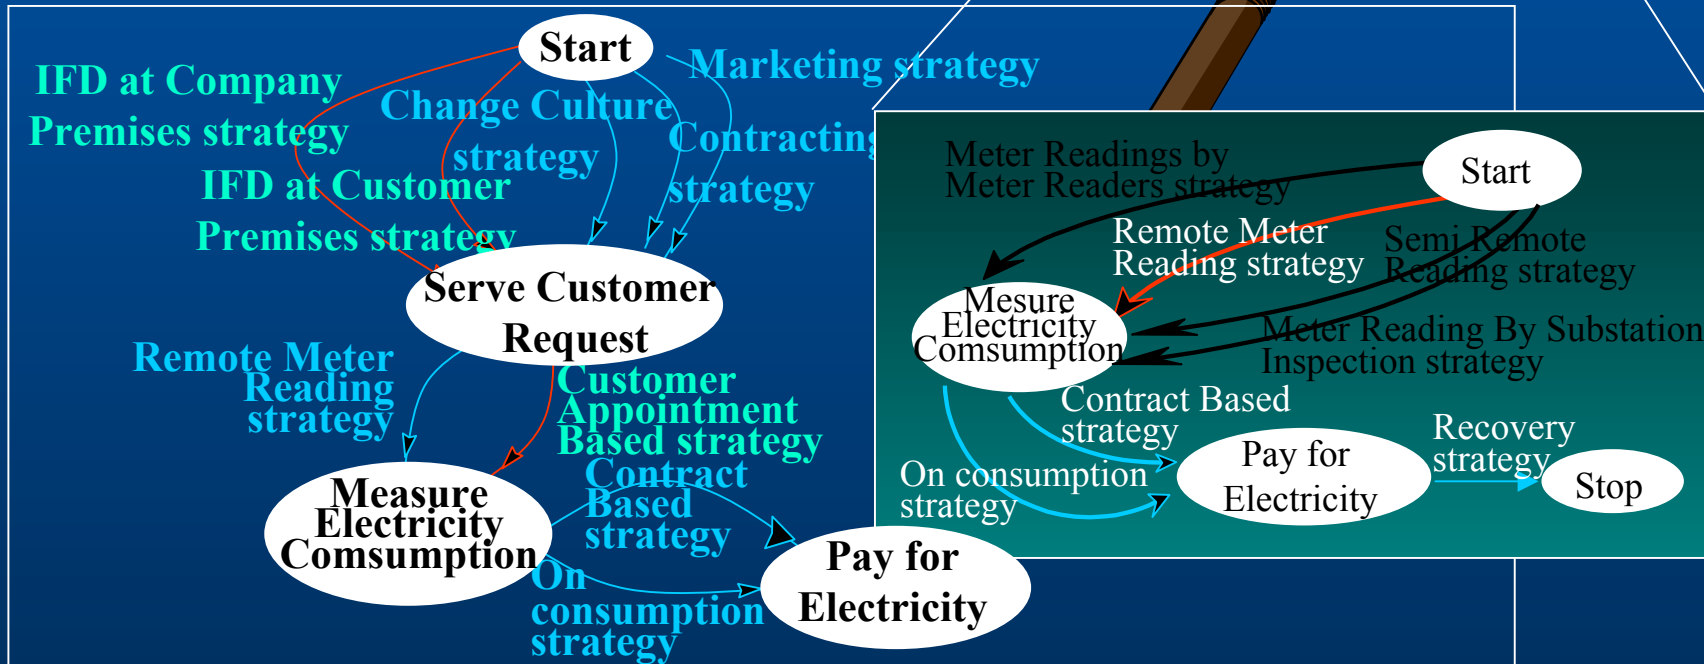 Start
Marketing strategy
IFD at Company
Premises strategy
Change Culture
strategy
Contracting
strategy
IFD at Customer
Premises strategy
Serve Customer
Request
Remote Meter
Reading
strategy
Customer
Appointment
Based strategy
Contract
Based
strategy
Measure
Electricity
Comsumption
On
consumption
strategy
Pay for
Electricity
Meter Readings by
Meter Readers strategy
Start
Remote Meter
Reading strategy
Semi Remote
Reading strategy
Mesure
Electricity
Comsumption
Meter Reading By Substation
Inspection strategy
Contract Based
strategy
On consumption
strategy
Pay for
Electricity
Recovery
strategy
Stop